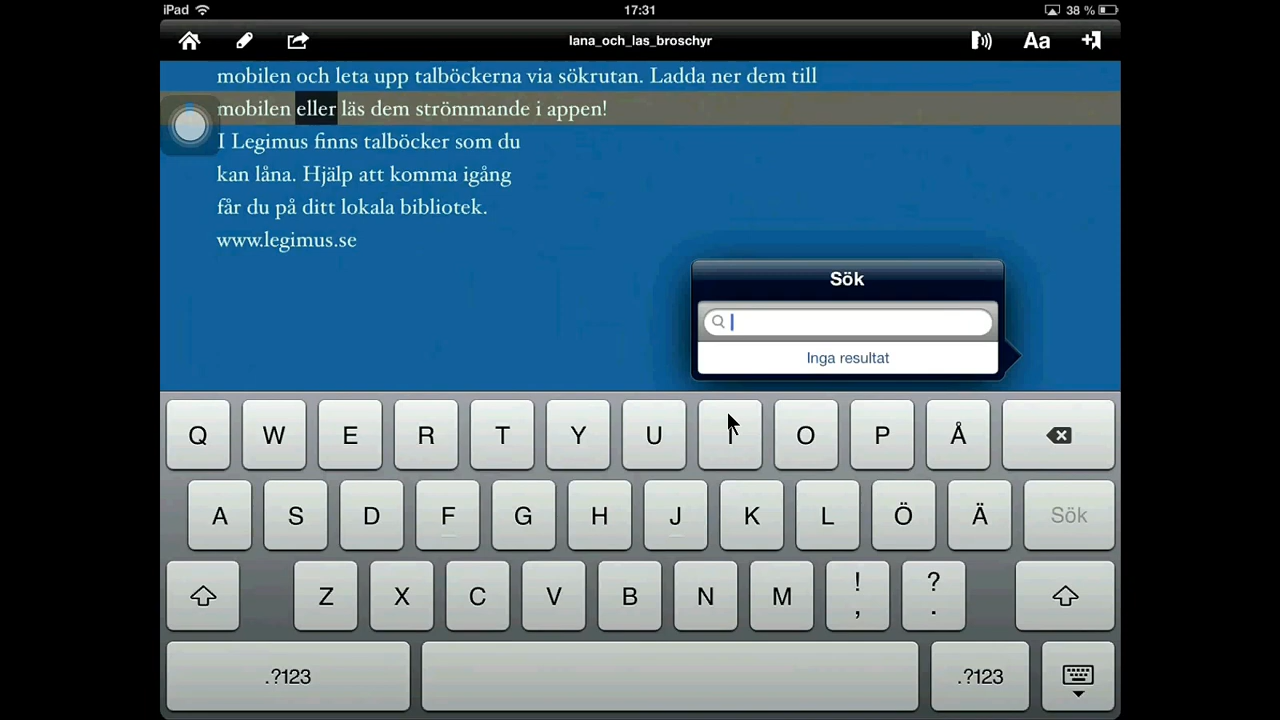 iPad 17:31 38 %
lana_och_las_broschyr Aa
mobilen och leta upp talböckerna via sökrutan. Ladda ner dem till
mobilen eller läs dem strömmande i appen!
I Legimus finns talböcker som du
kan låna. Hjälp att komma igång
får du på ditt lokala bibliotek.
www.legimus.se
Sök
Inga resultat
Q W E R T Y U I O P Å
A S D F G H J K L Ö Ä Sök
Z X C V B N M ! , ? .
.?123 .?123